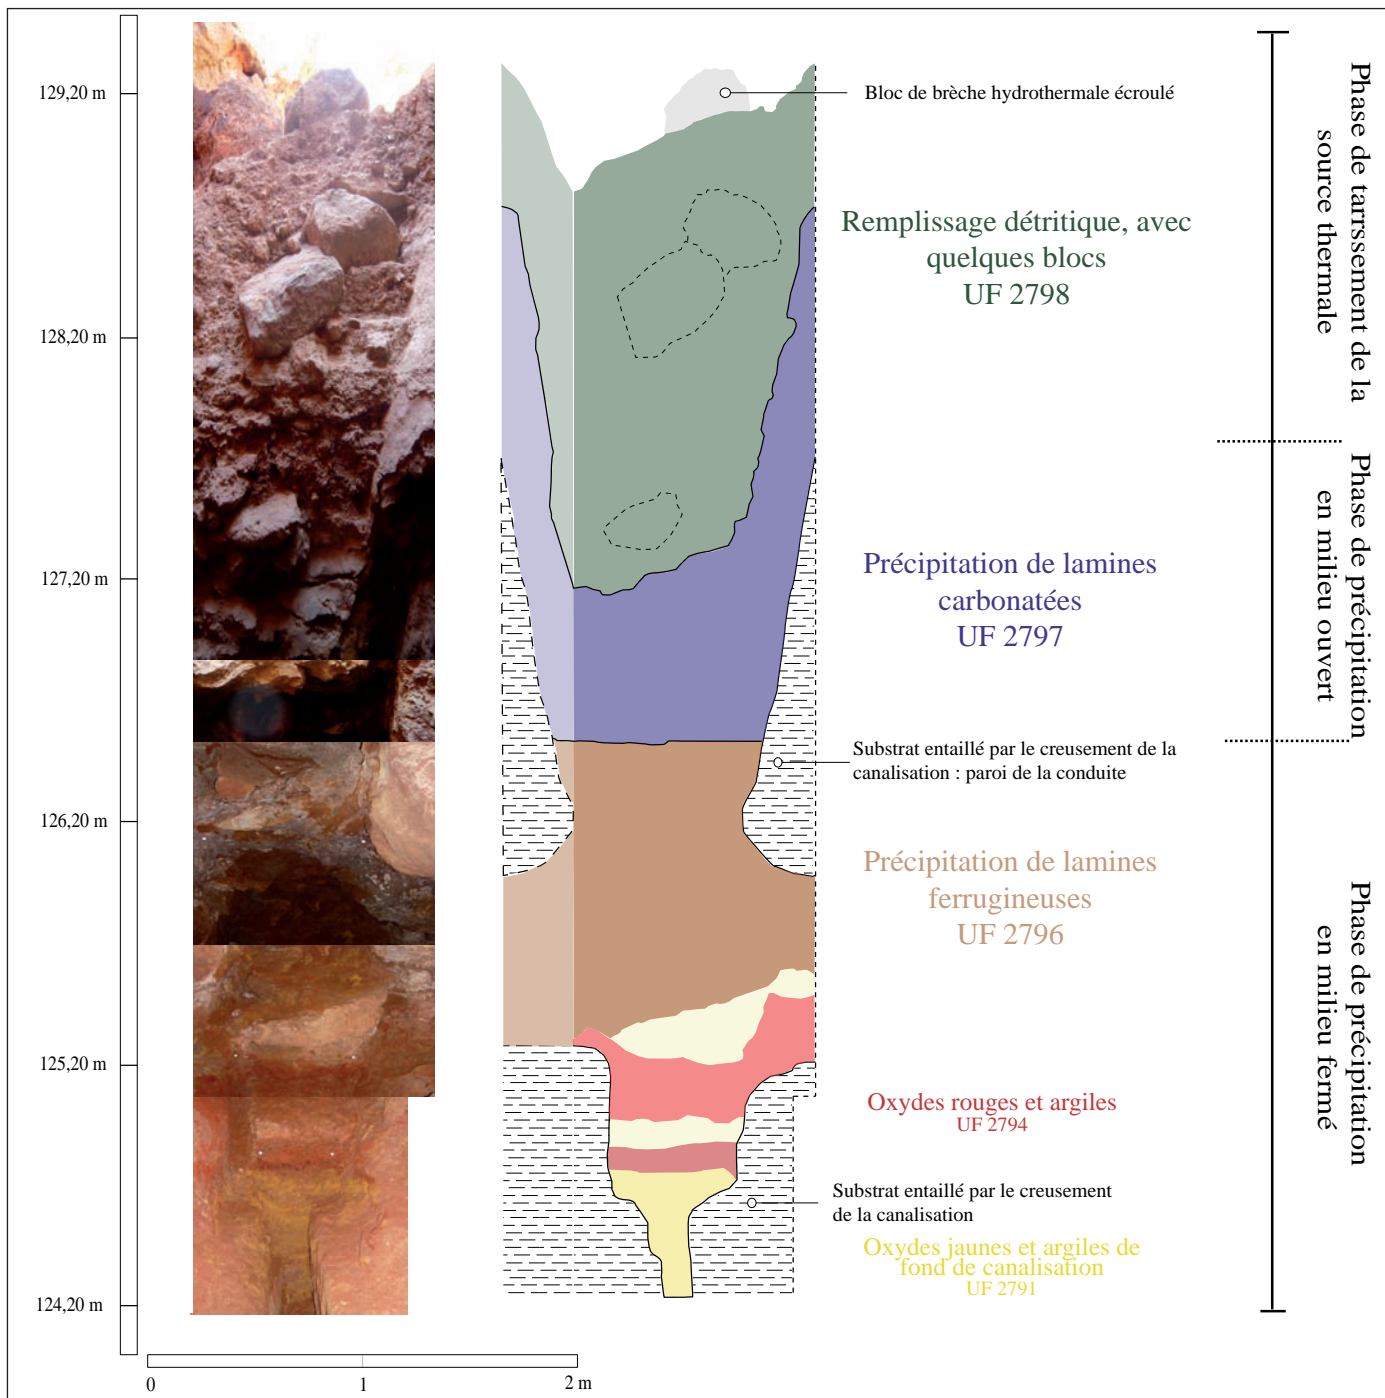 129,20 m
128,20 m
127,20 m
126,20 m
125,20 m
124,20 m
0
1
2 m
Bloc de brèche hydrothermale écroulé
Remplissage détritique, avec
quelques blocs
UF 2798
Précipitation de lamines
carbonatées
UF 2797
Substrat entaillé par le creusement de la
canalisation : paroi de la conduite
Précipitation de lamines
ferrugineuses
UF 2796
Oxydes rouges et argiles
UF 2794
Substrat entaillé par le creusement
de la canalisation
Oxydes jaunes et argiles de
fond de canalisation
UF 2791
Phase de tarrssement de la
source thermale
Phase de précipitation
en milieu ouvert
Phase de précipitation
en milieu fermé